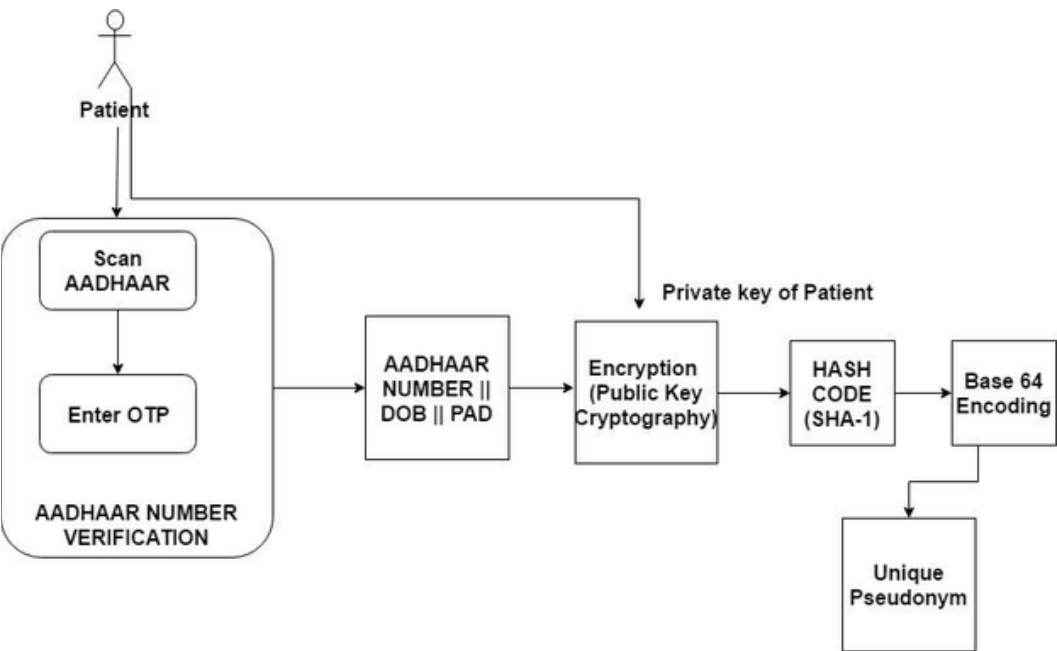 Patient
Scan
AADHAAR
Enter OTP
AADHAAR NUMBER
VERIFICATION
AADHAAR
NUMBER ||
DOB || PAD
Private key of Patient
Encryption
(Public Key
Cryptography)
HASH
CODE
(SHA-1)
Base 64
Encoding
Unique
Pseudonym